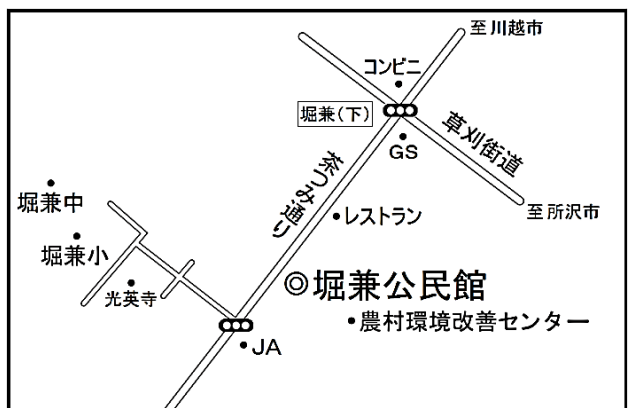 至川越市
コンビニ
堀兼(下)
草刈街道
GS
茶つみ通り
至所沢市
レストラン
堀兼中
堀兼小
光英寺
堀兼公民館
農村環境改善センター
JA